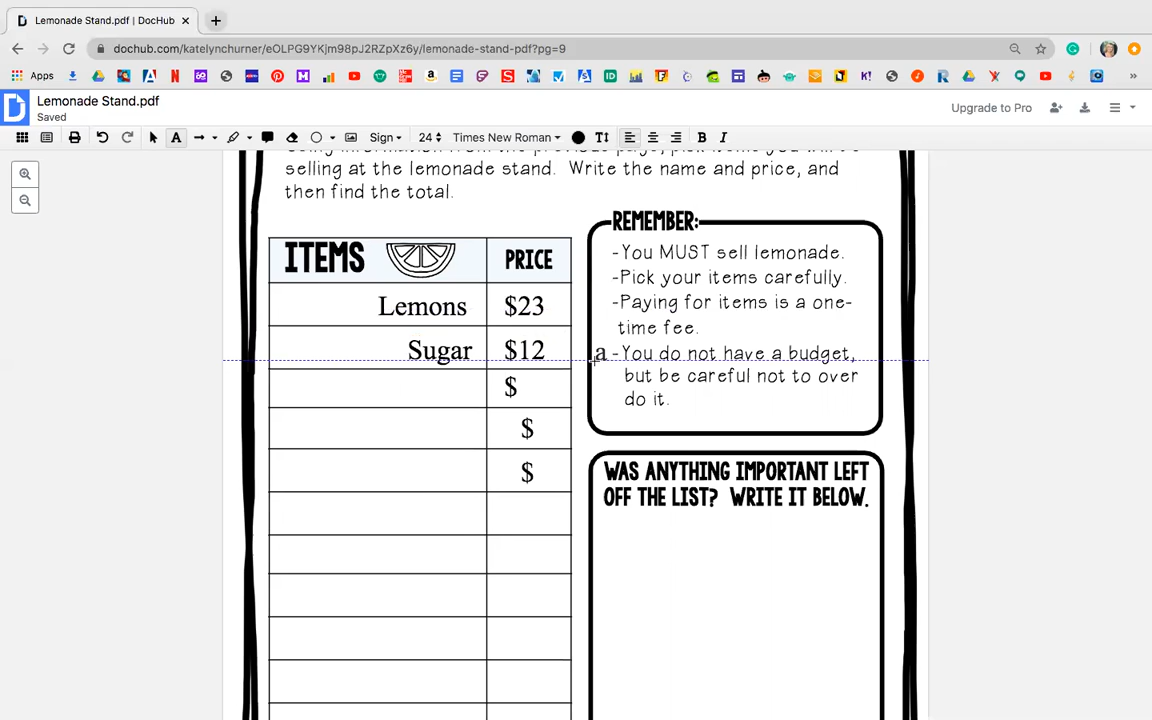 Lemonade Stand.pdf | DocHub
dochub.com/katelynchurner/eOLPG9YKjm98pJ2RZpXz6y/lemonade-stand-pdf?pg=9
Apps
Lemonade Stand.pdf
Saved
Upgrade to Pro
Sign
24
Times New Roman
B
I
selling at the lemonade stand. Write the name and price, and
then find the total.
ITEMS
PRICE
Lemons
$23
Sugar
$12
$
$
$
REMEMBER:
-You MUST sell lemonade.
-Pick your items carefully.
-Paying for items is a one-
time fee.
a
-You do not have a budget,
but be careful not to over
do it.
WAS ANYTHING IMPORTANT LEFT
OFF THE LIST? WRITE IT BELOW.